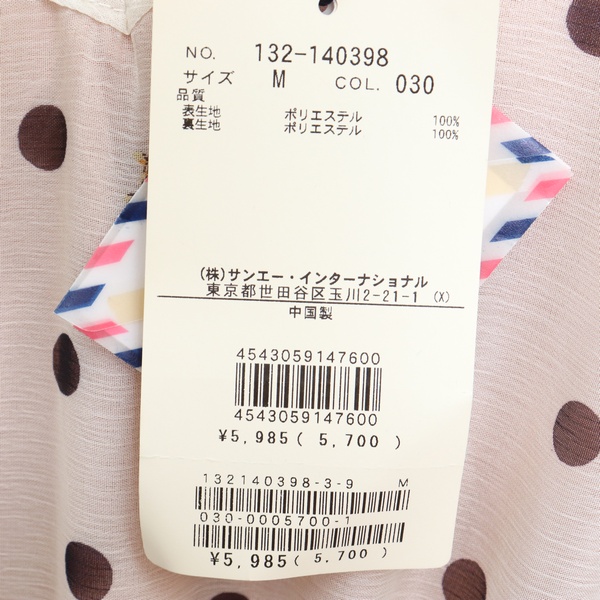 NO. 132-140398
サイズ M COL. 030
品質
表生地 ポリエステル 100%
裏生地 ポリエステル 100%
(株)サンエー・インターナショナル
東京都世田谷区玉川2-21-1 (X)
中国製
4543059147600
4543059147600
¥5,985( 5,700 )
132140398-3-9 M
030-0005700-1
¥5,985( 5,700 )